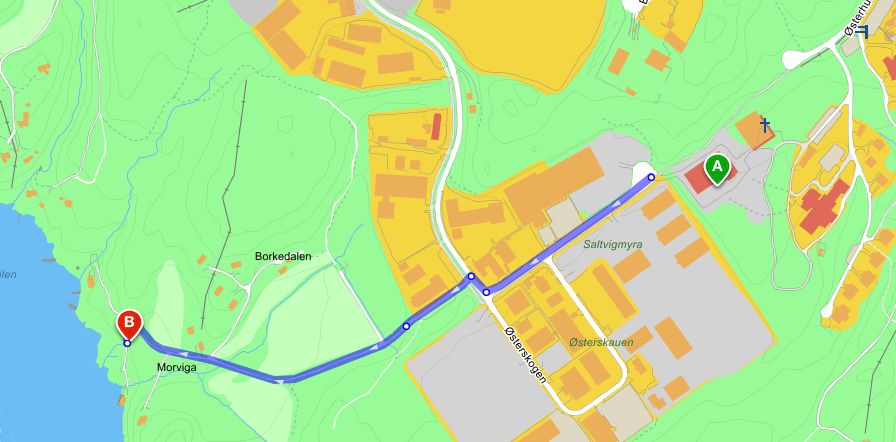 A
Saltvigmyra
Borkedalen
Østerskauen
Østerskogen
B
Morviga